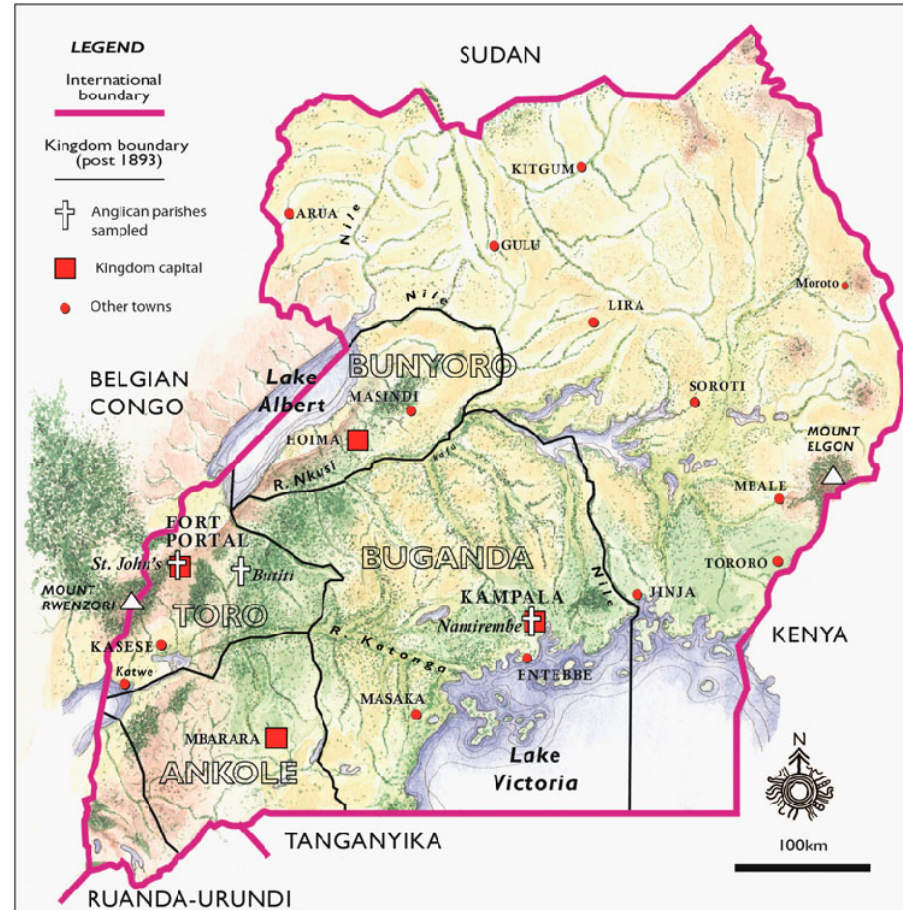 LEGEND
International
boundary
Kingdom boundary
(post 1893)
Anglican parishes
sampled
Kingdom capital
Other towns
SUDAN
KITGUM
ARUA
Nile
GULU
Moroto
Nile
LIRA
BELGIAN
CONGO
Lake
Albert
BUNYORO
MASINDI
SOROTI
HOIMA
MOUNT
ELGON
R. Nkusi
Kafu
MBALE
FORT
PORTAL
St. John's
Butiti
BUGANDA
TORORO
MOUNT
RWENZORI
TORO
KAMPALA
Namirembe
Nile
JINJA
KENYA
KASESE
R. Katonga
Katwe
ENTEBBE
MASAKA
MBARARA
ANKOLE
Lake
Victoria
N
TANGANYIKA
100km
RUANDA-URUNDI